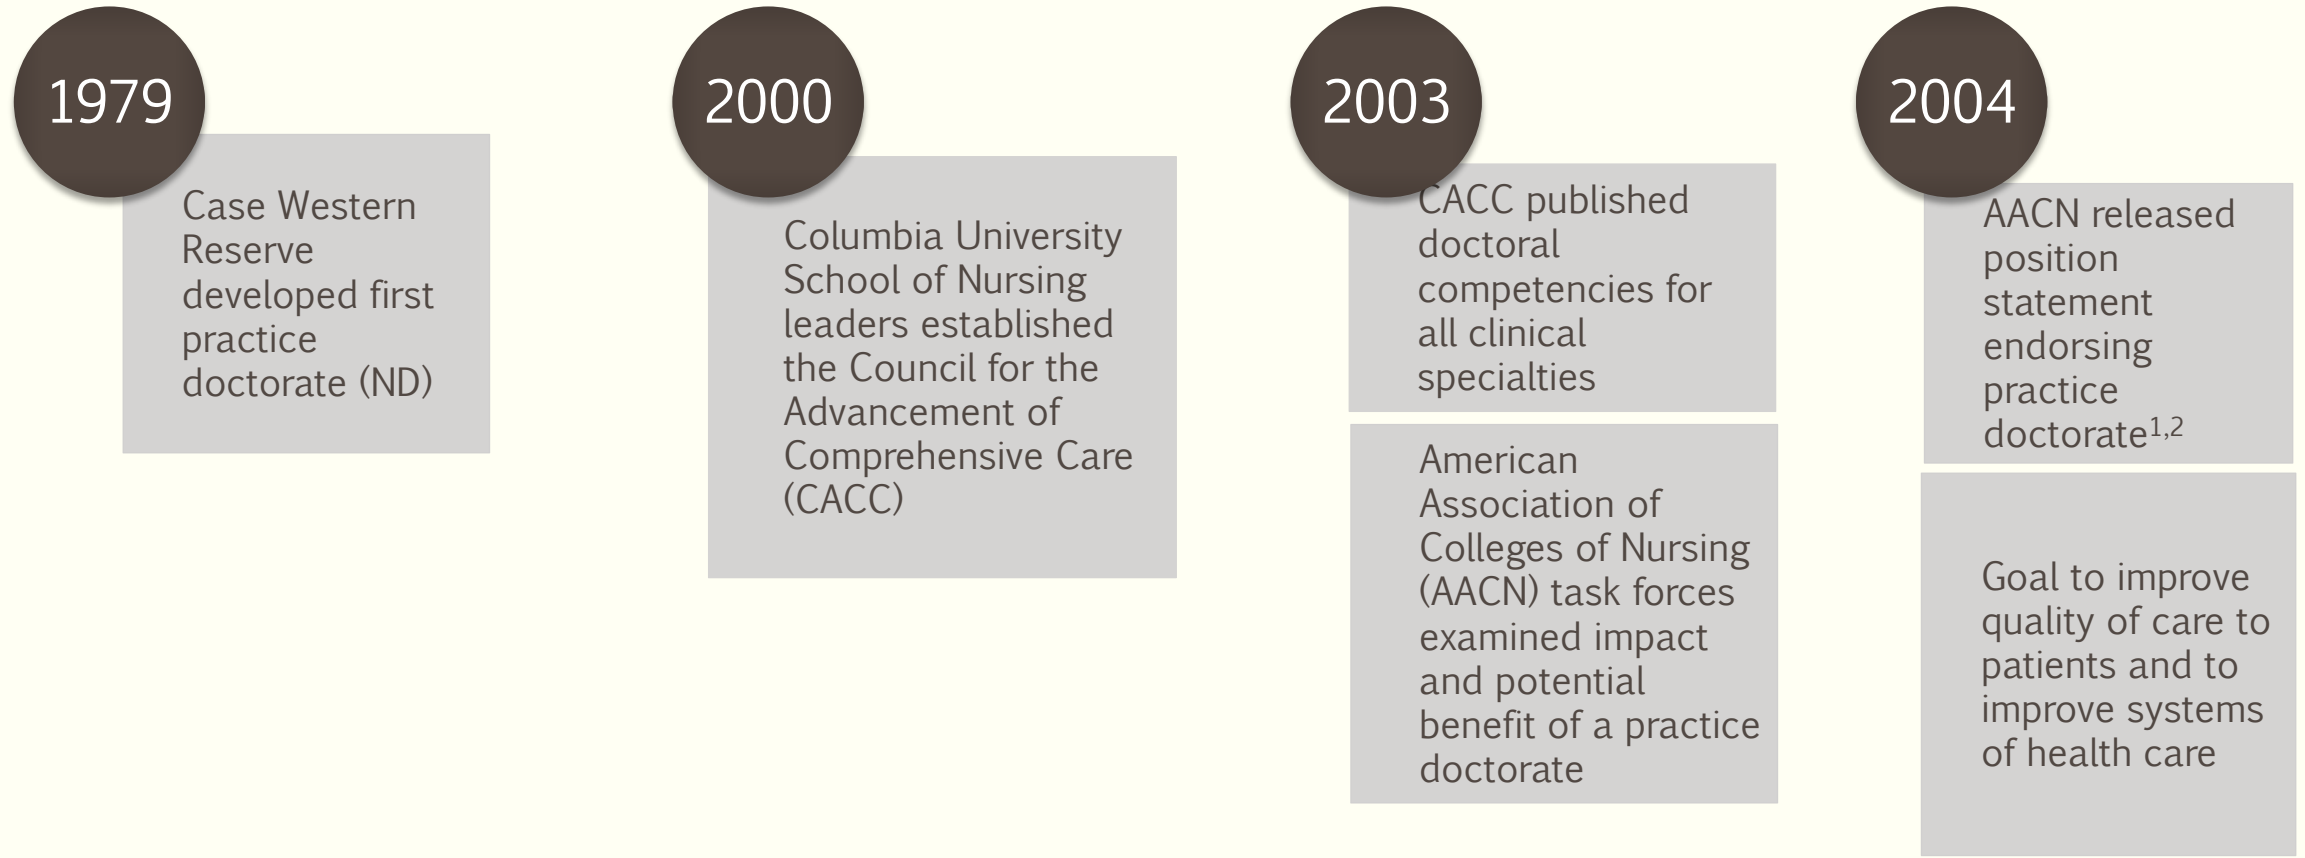 1979
Case Western
Reserve
developed first
practice
doctorate (ND)
2000
Columbia University
School of Nursing
leaders established
the Council for the
Advancement of
Comprehensive Care
(CACC)
2003
CACC published
doctoral
competencies for
all clinical
specialties
American
Association of
Colleges of Nursing
(AACN) task forces
examined impact
and potential
benefit of a practice
doctorate
2004
AACN released
position
statement
endorsing
practice
doctorate1,2
Goal to improve
quality of care to
patients and to
improve systems
of health care